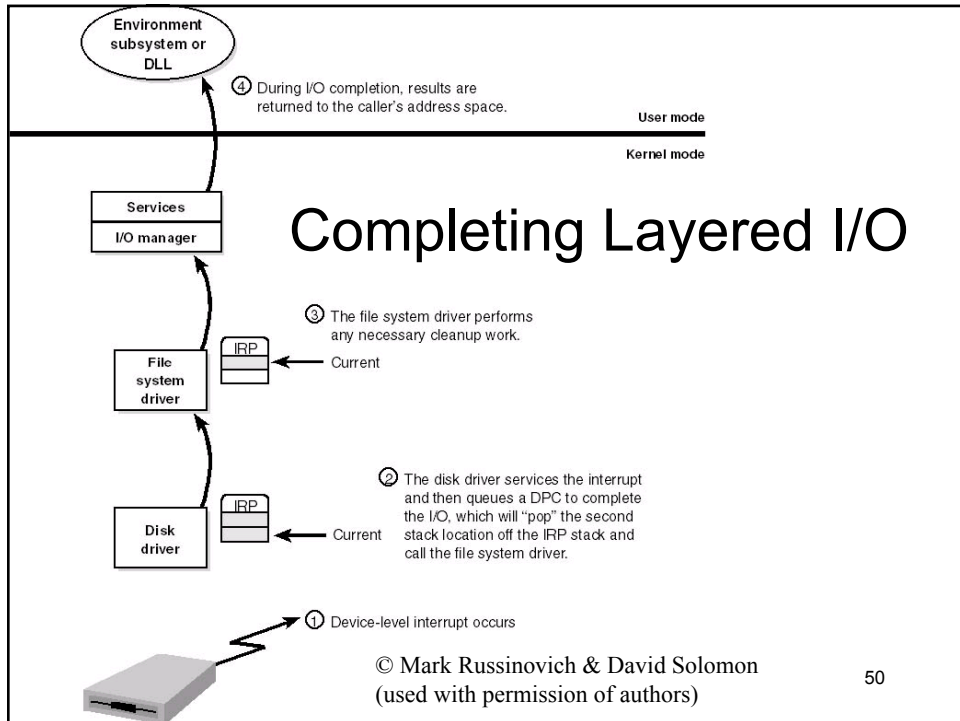 Environment
subsystem or
DLL
④ During I/O completion, results are
returned to the caller's address space.
User mode
Kernel mode
Services
I/O manager
Completing Layered I/O
③ The file system driver performs
any necessary cleanup work.
IRP
Current
File
system
driver
② The disk driver services the interrupt
and then queues a DPC to complete
the I/O, which will “pop” the second
stack location off the IRP stack and
call the file system driver.
IRP
Current
Disk
driver
① Device-level interrupt occurs
© Mark Russinovich & David Solomon
(used with permission of authors)
50